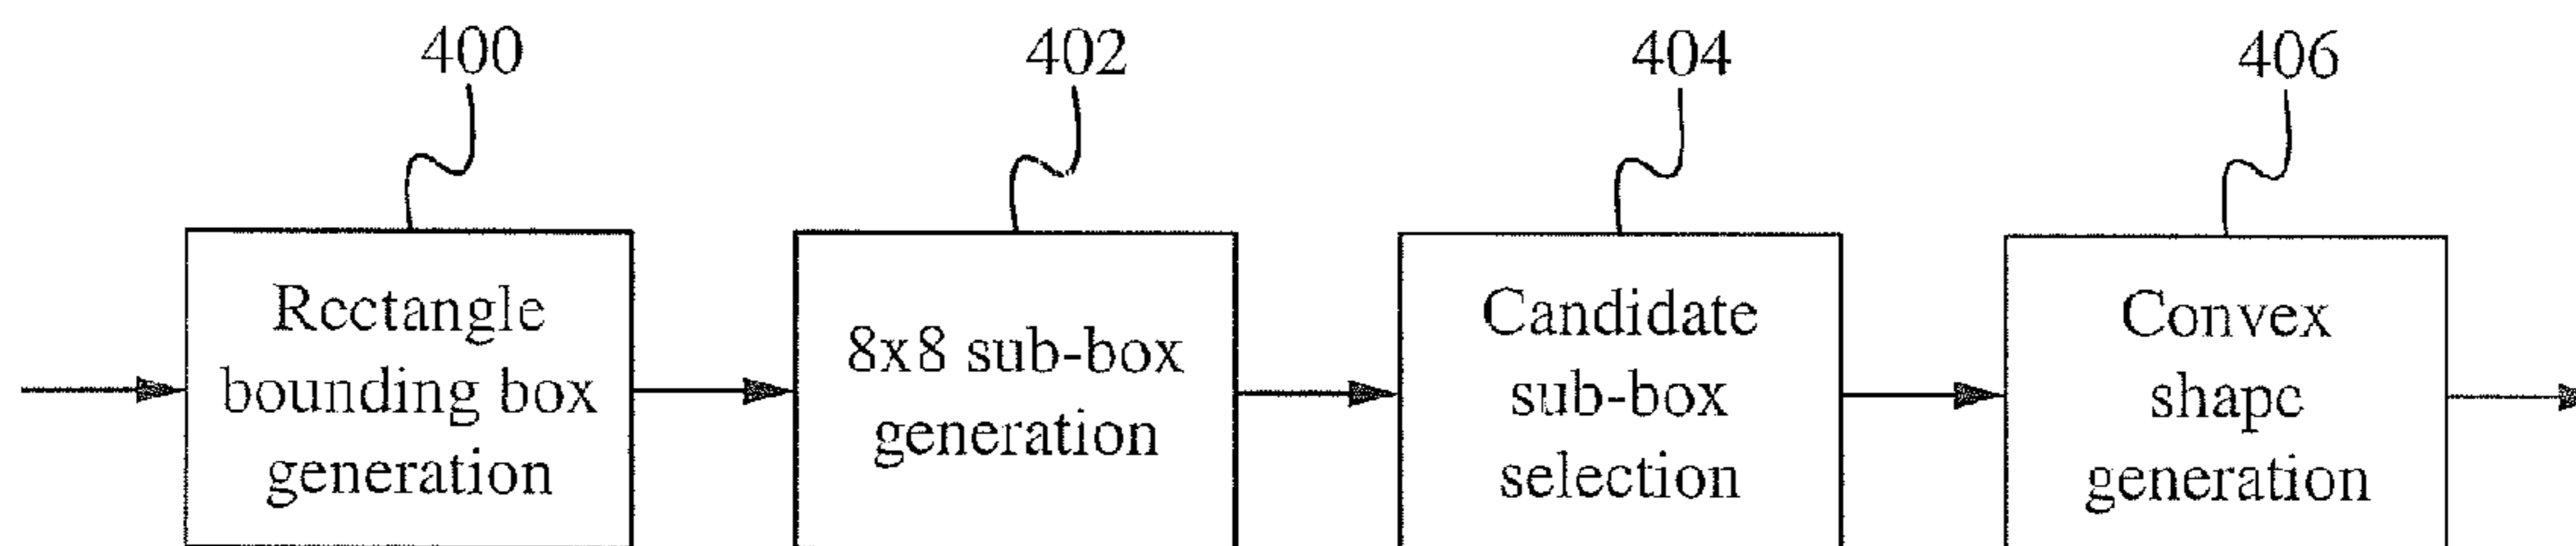 400
402
404
406
Rectangle
bounding box
generation
8x8 sub-box
generation
Candidate
sub-box
selection
Convex
shape
generation